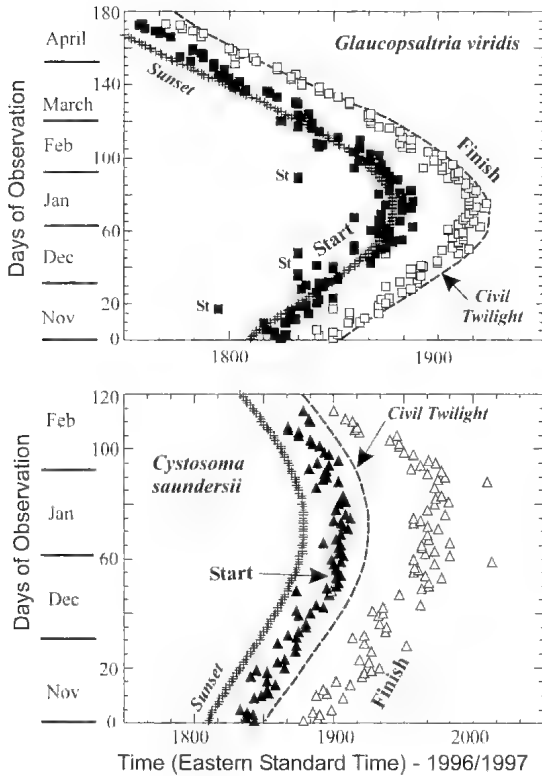 Glaucopsaltria viridis
Days of Observation
April
March
Feb
Jan
Dec
Nov
180
160
140
120
100
80
60
40
20
0
Sunset
St
St
St
Start
Finish
Civil
Twilight
1800
1900
Cystosoma
saundersii
Days of Observation
Feb
Jan
Dec
Nov
120
100
80
60
40
20
0
Civil Twilight
Start
Sunset
Finish
1800
1900
2000
Time (Eastern Standard Time) - 1996/1997